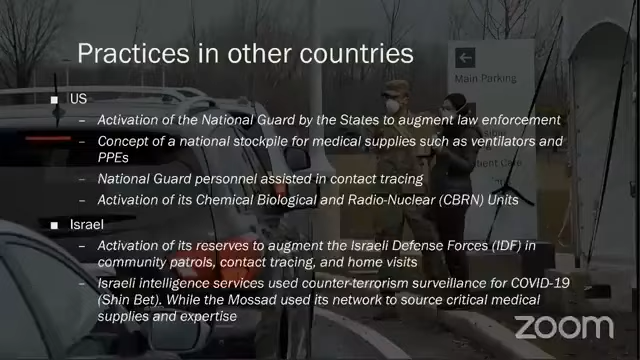 Practices in other countries
Main Parking
■ US
– Activation of the National Guard by the States to augment law enforcement
– Concept of a national stockpile for medical supplies such as ventilators and
PPEs
– National Guard personnel assisted in contact tracing
– Activation of its Chemical Biological and Radio-Nuclear (CBRN) Units
■ Israel
– Activation of its reserves to augment the Israeli Defense Forces (IDF) in
community patrols, contact tracing, and home visits
– Israeli intelligence services used counter-terrorism surveillance for COVID-19
(Shin Bet). While the Mossad used its network to source critical medical
supplies and expertise
zoom